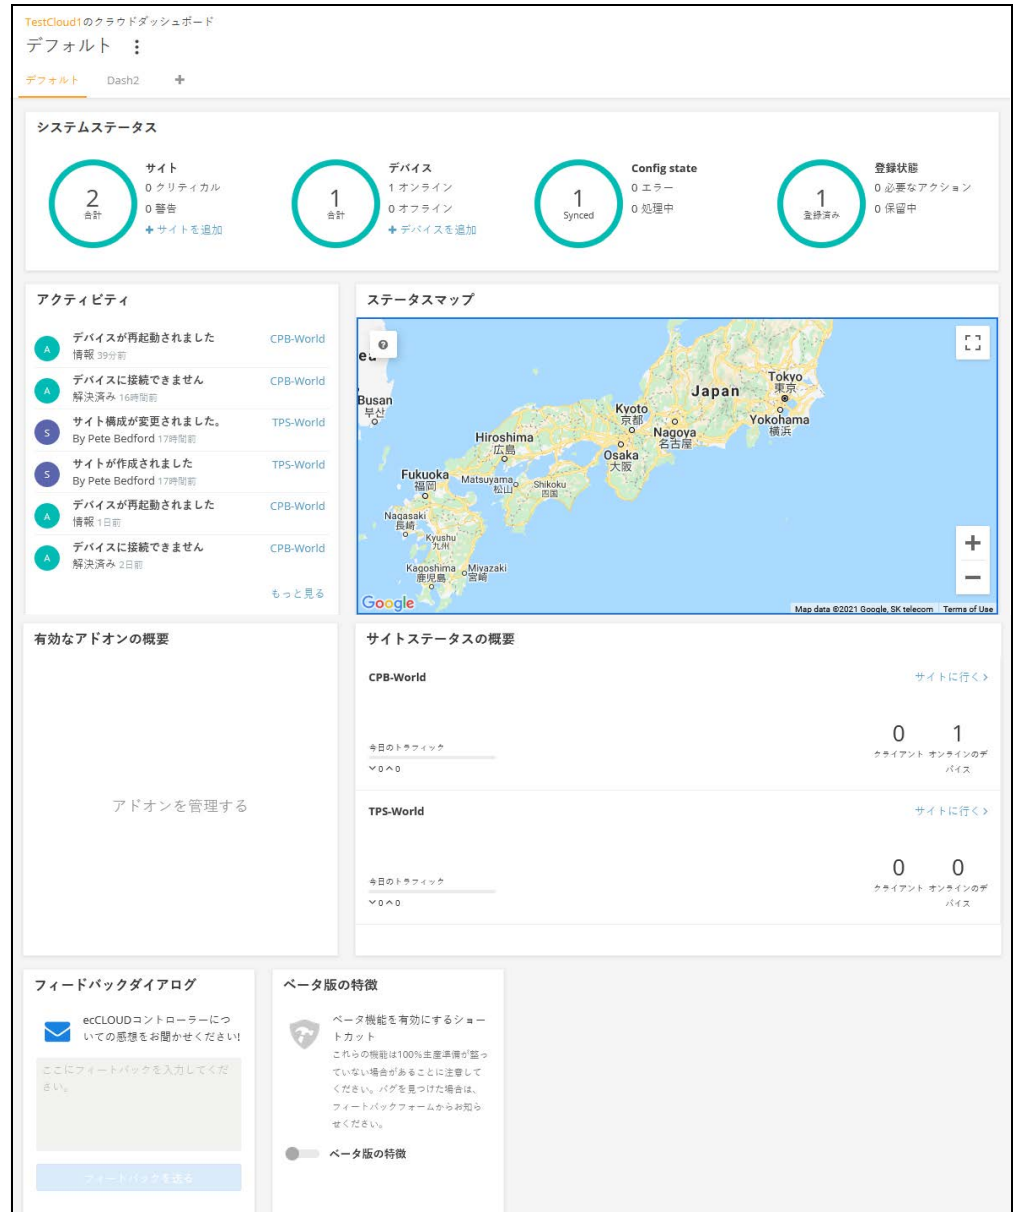 TestCloud1のクラウドダッシュボード
デフォルト
デフォルト Dash2
システムステータス
2
合計
サイト
0 クリティカル
0 警告
サイトを追加
1
合計
デバイス
1 オンライン
0 オフライン
デバイスを追加
1
Synced
Config state
0 エラー
0 処理中
1
登録済み
登録状態
0 必要なアクション
0 保留中
アクティビティ
A デバイスが再起動されました CPB-World
情報 39分前
A デバイスに接続できません CPB-World
解決済み 16時間前
S サイト構成が変更されました。 TPS-World
By Pete Bedford 17時間前
S サイトが作成されました TPS-World
By Pete Bedford 17時間前
A デバイスが再起動されました CPB-World
情報 1日前
A デバイスに接続できません CPB-World
解決済み 2日前
もっと見る
ステータスマップ
Busan
부산
Japan
Tokyo
東京
Kyoto
京都
Nagoya
名古屋
Yokohama
横浜
Hiroshima
広島
Osaka
大阪
Fukuoka
福岡
Matsuyama
松山
Shikoku
四国
Nagasaki
長崎
Kyushu
九州
Kagoshima
鹿児島
Miyazaki
宮崎
Google
Map data ©2021 Google, SK telecom Terms of Use
有効なアドオンの概要
アドオンを管理する
サイトステータスの概要
CPB-World サイトに行く
今日のトラフィック
0 0
0
クライアント
1
オンラインのデ
バイス
TPS-World サイトに行く
今日のトラフィック
0 0
0
クライアント
0
オンラインのデ
バイス
フィードバックダイアログ
ecCLOUDコントローラーにつ
いての感想をお聞かせください!
ここにフィートバックを入力してくだ
さい。
フィートバックを送る
ベータ版の特徴
ベータ機能を有効にするショー
トカット
これらの機能は100%生産準備が整っ
ていない場合があることに注意して
ください。バグを見つけた場合は、
フィートバックフォームからお知ら
せください。
ベータ版の特徴